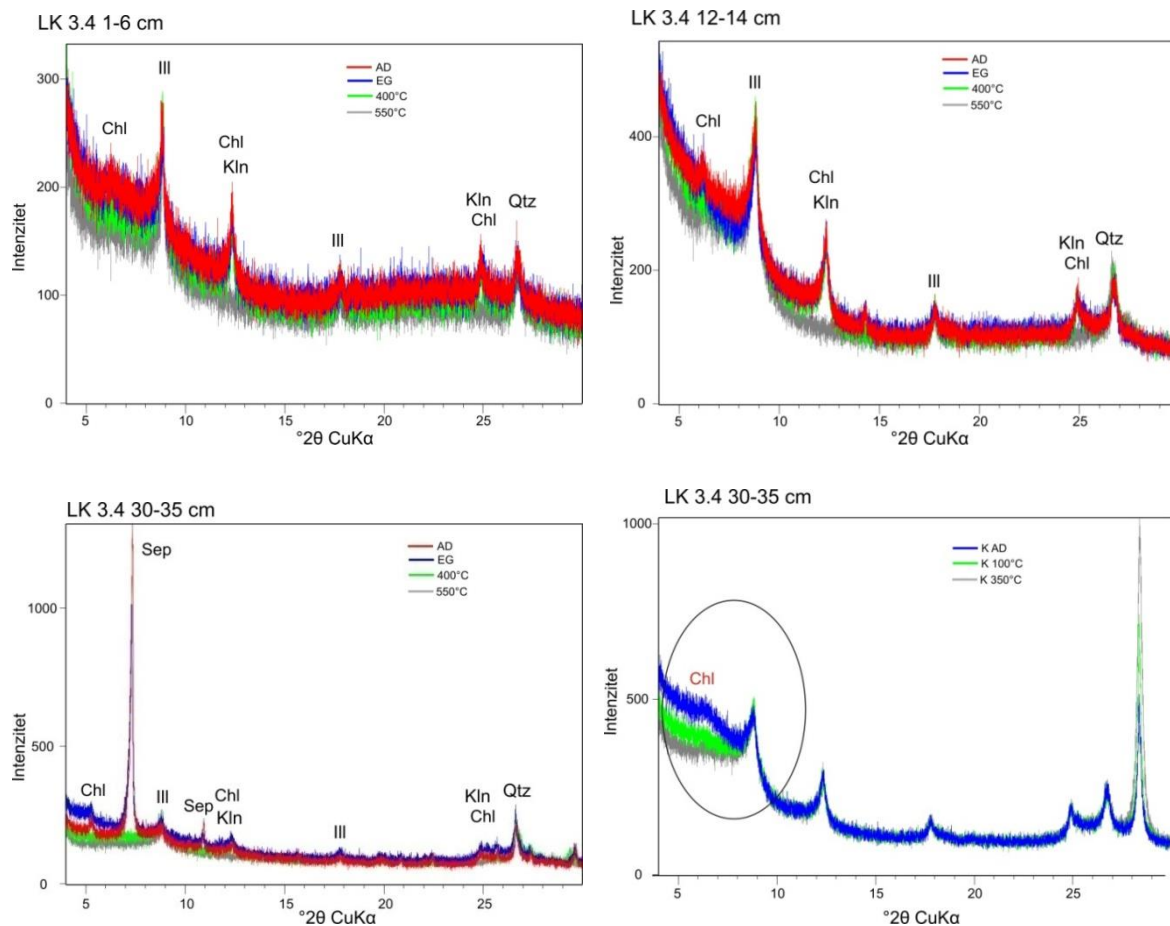 LK 3.4 1-6 cm
Intenzitet
300
200
100
0
Chl
Ill
Chl
Kln
Ill
Kln
Chl
Qtz
AD
EG
400°C
550°C
5 10 15 20 25
°2θ CuKα
LK 3.4 12-14 cm
Intenzitet
400
200
0
Chl
Ill
Chl
Kln
Ill
Kln
Chl
Qtz
AD
EG
400°C
550°C
5 10 15 20 25
°2θ CuKα
LK 3.4 30-35 cm
Intenzitet
1000
500
0
Chl
Sep
Ill
Sep
Chl
Kln
Ill
Kln
Chl
Qtz
AD
EG
400°C
550°C
5 10 15 20 25
°2θ CuKα
LK 3.4 30-35 cm
Intenzitet
1000
500
0
Chl
K AD
K 100°C
K 350°C
5 10 15 20 25
°2θ CuKα